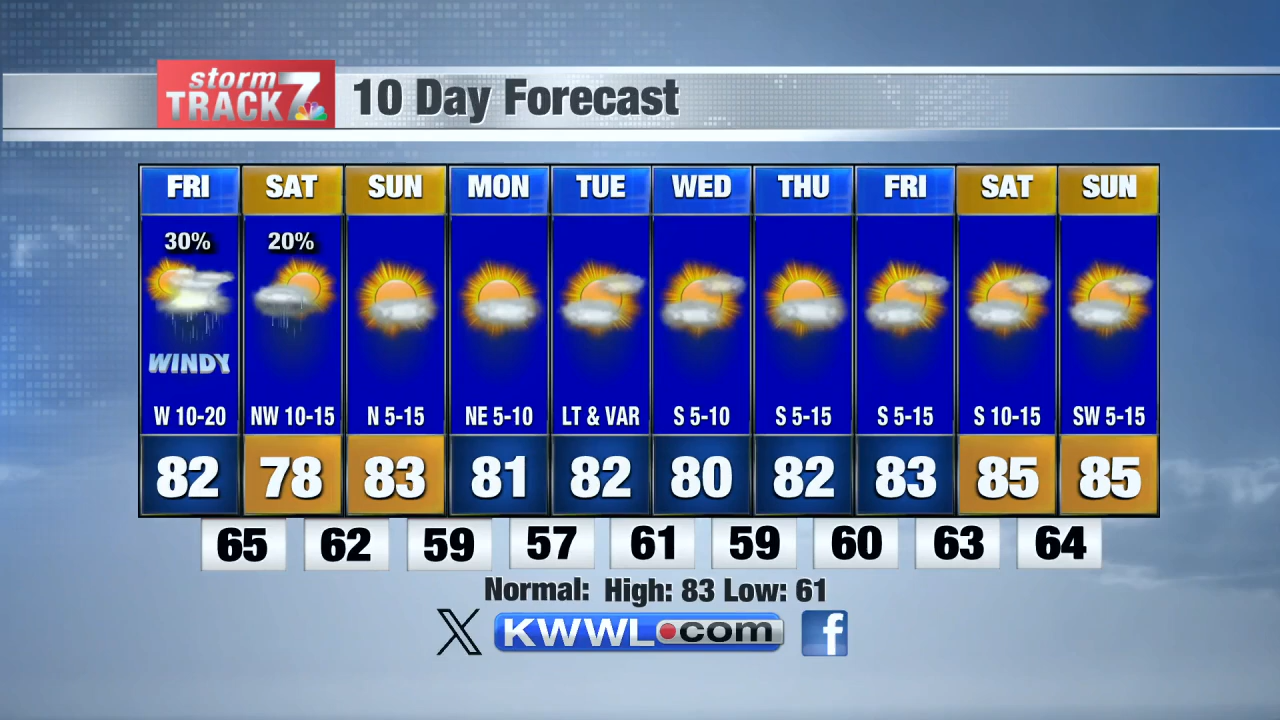 storm
TRACK 7
10 Day Forecast
FRI SAT SUN MON TUE WED THU FRI SAT SUN
30% 20%
WINDY
W 10-20 NW 10-15 N 5-15 NE 5-10 LT & VAR S 5-10 S 5-15 S 5-15 S 10-15 SW 5-15
82 78 83 81 82 80 82 83 85 85
65 62 59 57 61 59 60 63 64
Normal: High: 83 Low: 61
X KWWL.com f